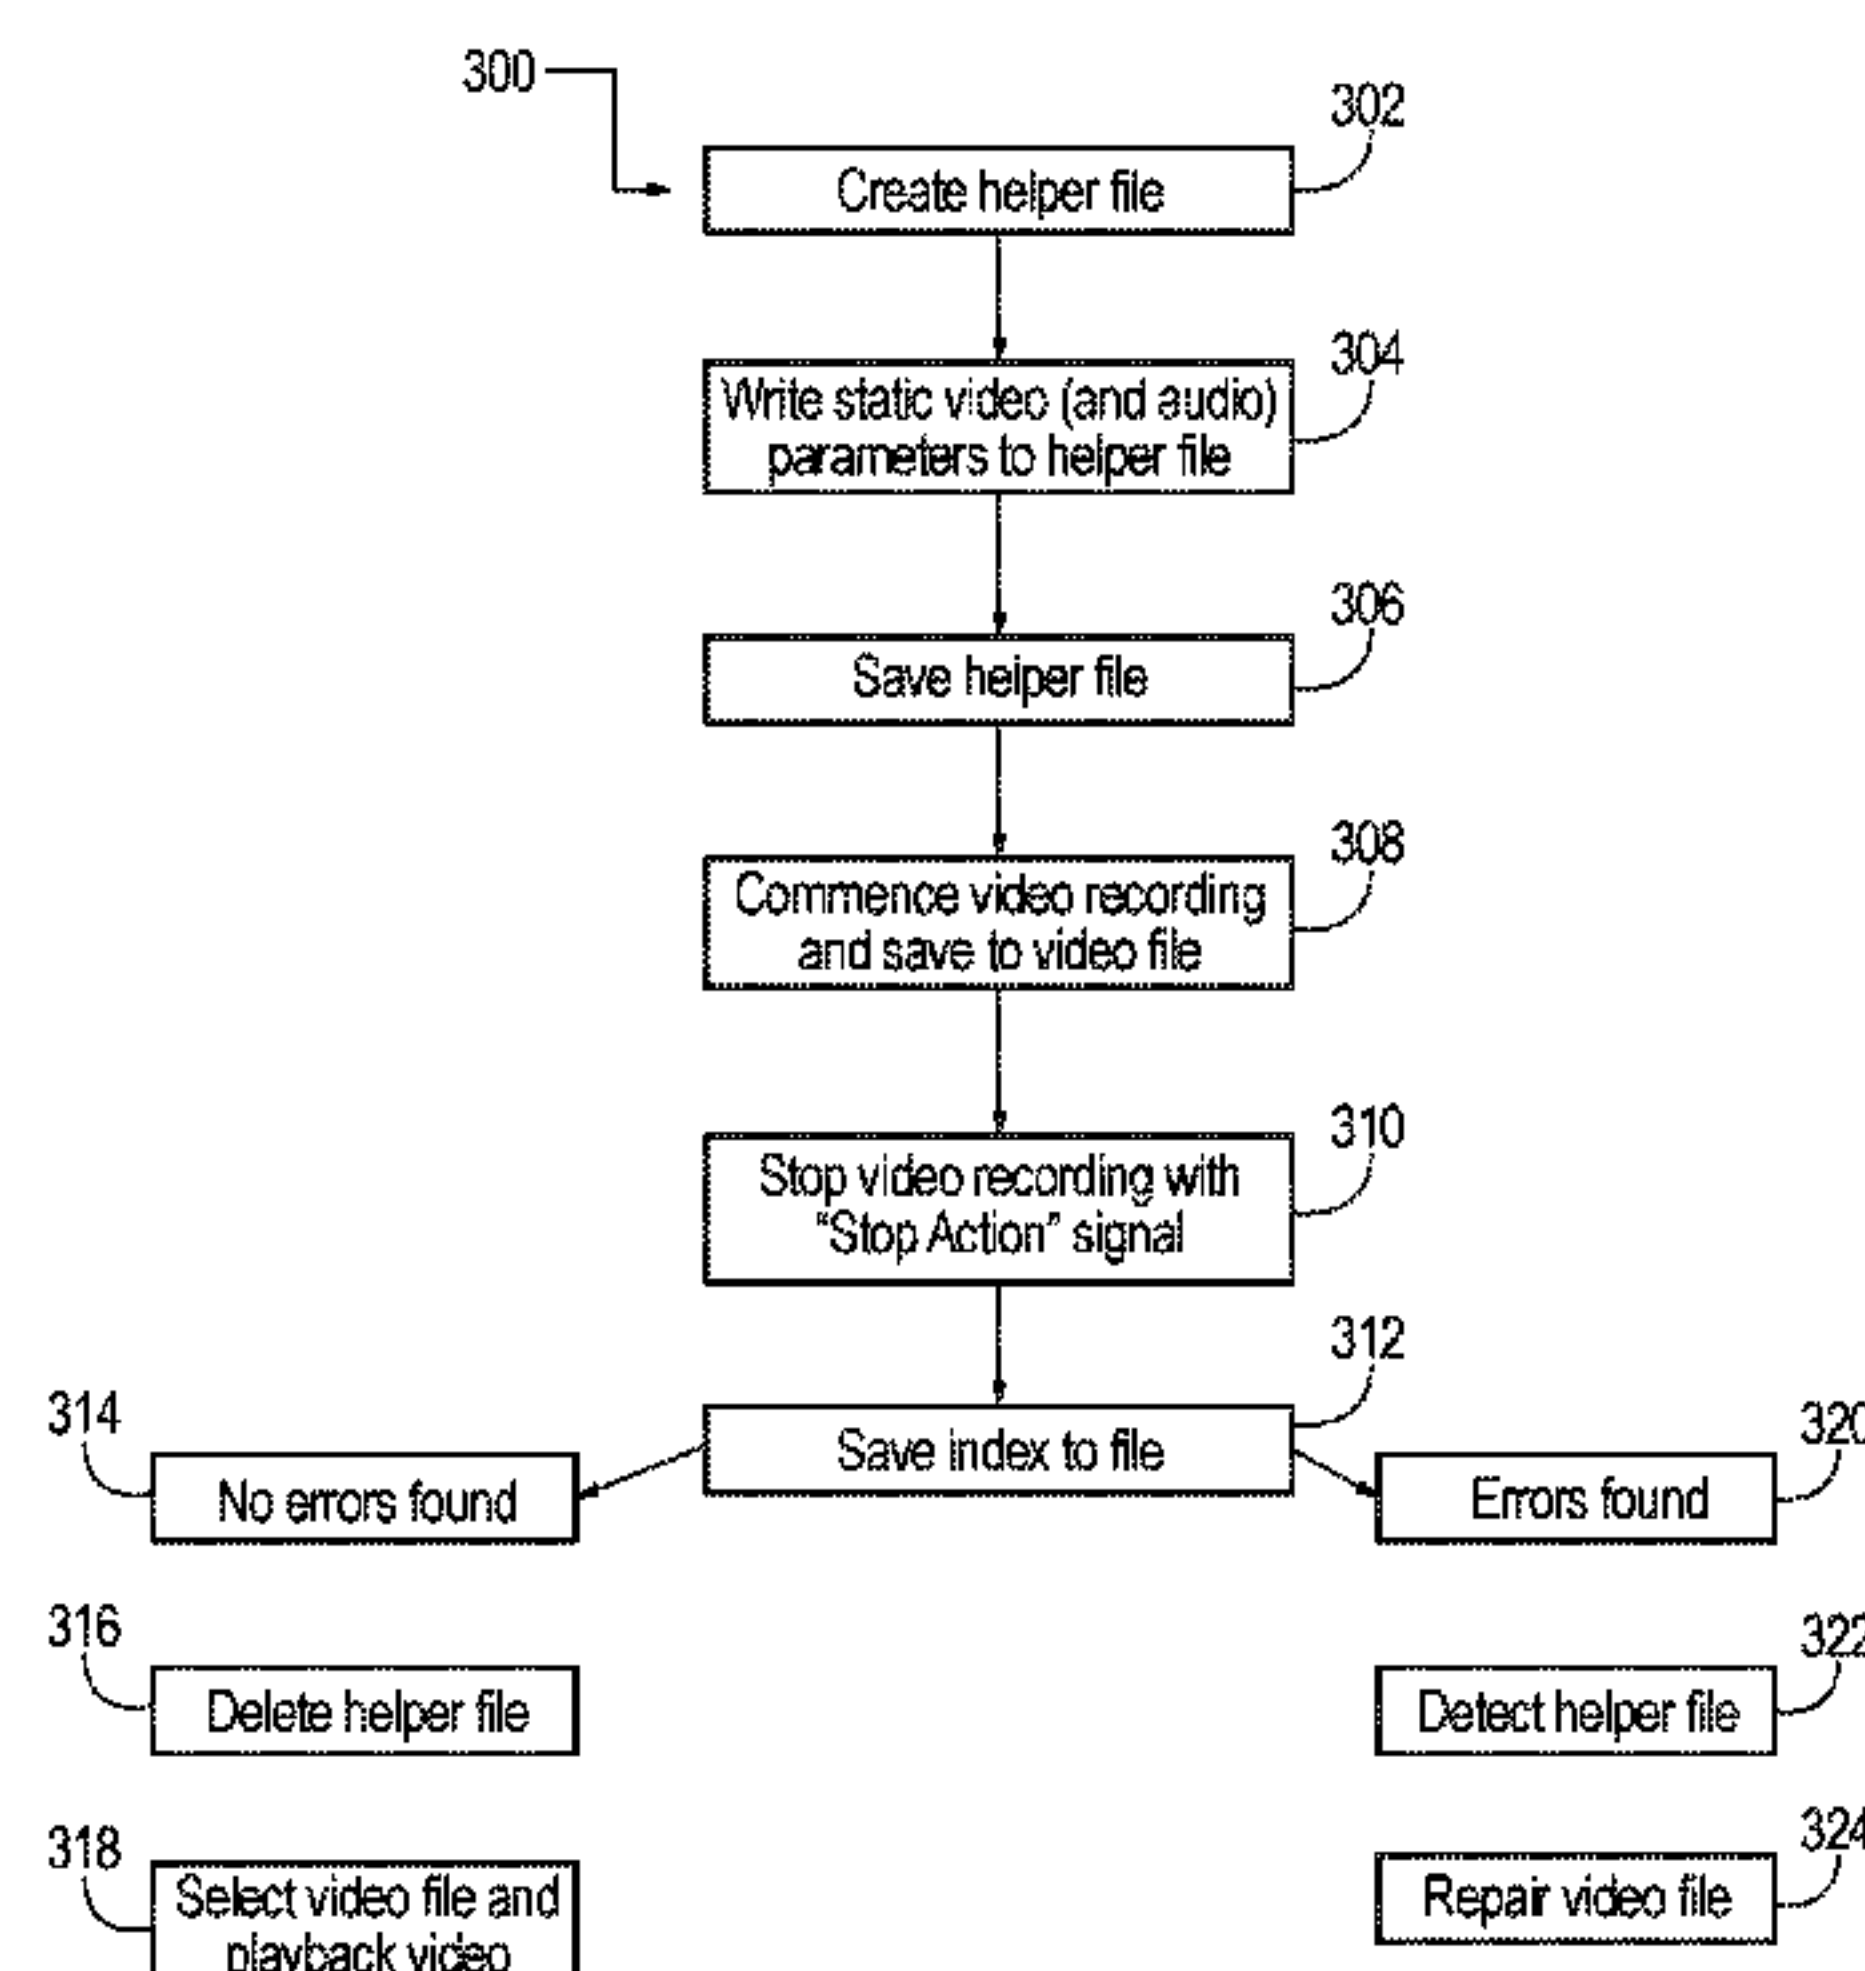 300
302
Create helper file
304
Write static video (and audio)
parameters to helper file
306
Save helper file
308
Commence video recording
and save to video file
310
Stop video recording with
“Stop Action” signal
312
Save index to file
314
No errors found
320
Errors found
316
Delete helper file
322
Detect helper file
318
Select video file and
playback video
324
Repair video file